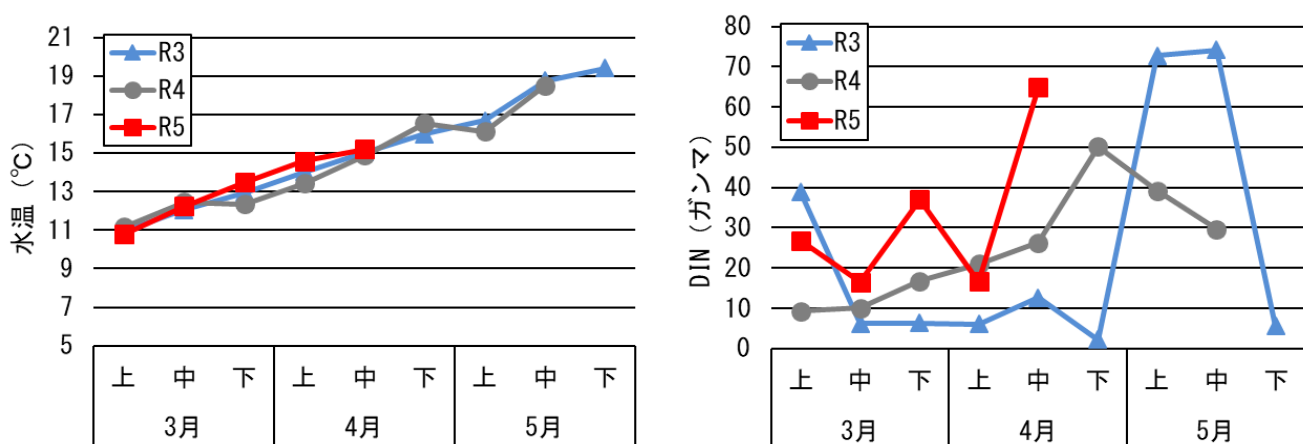 水温（℃）
21
19
17
15
13
11
9
7
5
R3
R4
R5
上 中 下 上 中 下 上 中 下
3月 4月 5月
DIN（ガンマ）
80
70
60
50
40
30
20
10
0
R3
R4
R5
上 中 下 上 中 下 上 中 下
3月 4月 5月